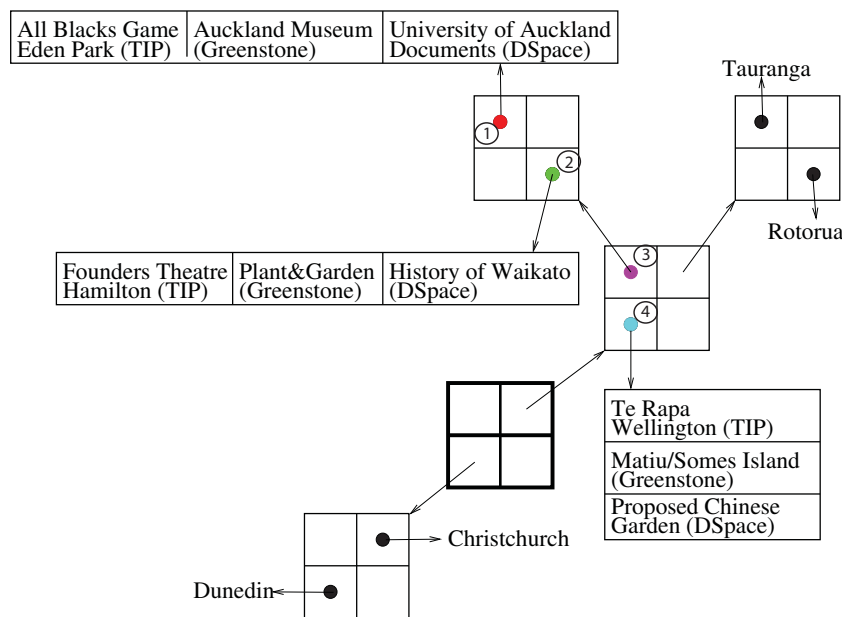 All Blacks Game
Eden Park (TIP)
Auckland Museum
(Greenstone)
University of Auckland
Documents (DSpace)
Tauranga
1
2
Rotorua
Founders Theatre
Hamilton (TIP)
Plant&Garden
(Greenstone)
History of Waikato
(DSpace)
3
4
Te Rapa
Wellington (TIP)
Matiu/Somes Island
(Greenstone)
Proposed Chinese
Garden (DSpace)
Christchurch
Dunedin